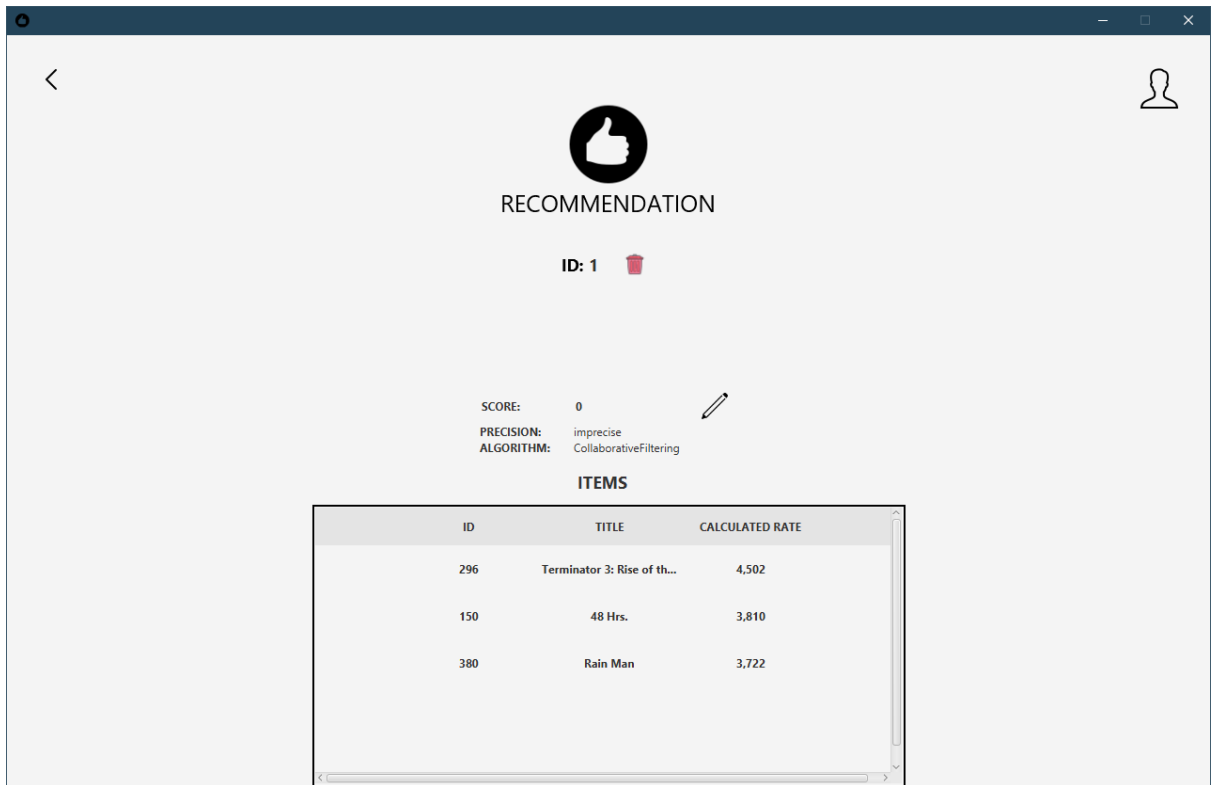 RECOMMENDATION
ID: 1
SCORE: 0
PRECISION: imprecise
ALGORITHM: CollaborativeFiltering
ITEMS
ID TITLE CALCULATED RATE
296 Terminator 3: Rise of th... 4,502
150 48 Hrs. 3,810
380 Rain Man 3,722